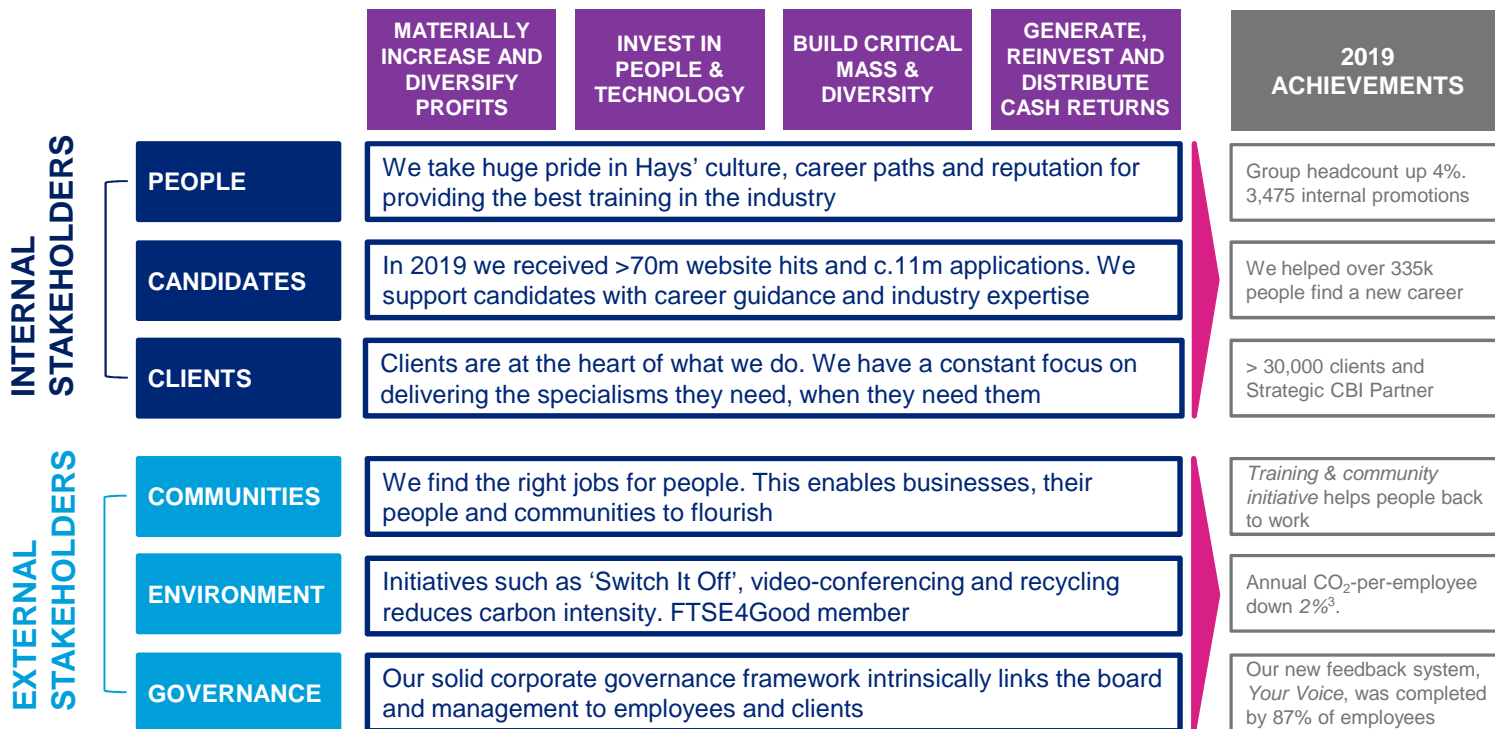 MATERIALLY
INCREASE AND
DIVERSIFY
PROFITS
INVEST IN
PEOPLE &
TECHNOLOGY
BUILD CRITICAL
MASS &
DIVERSITY
GENERATE,
REINVEST AND
DISTRIBUTE
CASH RETURNS
2019
ACHIEVEMENTS
INTERNAL
STAKEHOLDERS
PEOPLE
We take huge pride in Hays’ culture, career paths and reputation for
providing the best training in the industry
Group headcount up 4%.
3,475 internal promotions
CANDIDATES
In 2019 we received >70m website hits and c.11m applications. We
support candidates with career guidance and industry expertise
We helped over 335k
people find a new career
CLIENTS
Clients are at the heart of what we do. We have a constant focus on
delivering the specialisms they need, when they need them
> 30,000 clients and
Strategic CBI Partner
EXTERNAL
STAKEHOLDERS
COMMUNITIES
We find the right jobs for people. This enables businesses, their
people and communities to flourish
Training & community
initiative helps people back
to work
ENVIRONMENT
Initiatives such as ‘Switch It Off’, video-conferencing and recycling
reduces carbon intensity. FTSE4Good member
Annual CO₂-per-employee
down 2%³.
GOVERNANCE
Our solid corporate governance framework intrinsically links the board
and management to employees and clients
Our new feedback system,
Your Voice, was completed
by 87% of employees